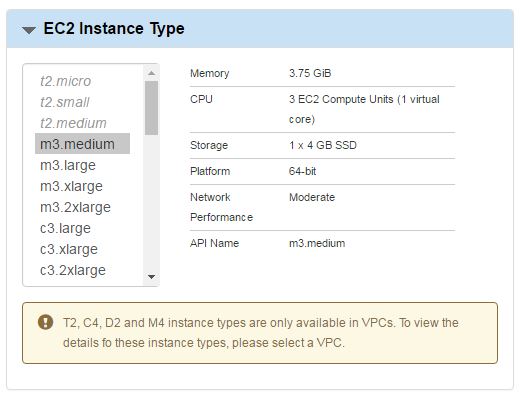 EC2 Instance Type
t2.micro
t2.small
t2.medium
m3.medium
m3.large
m3.xlarge
m3.2xlarge
c3.large
c3.xlarge
c3.2xlarge
Memory 3.75 GiB
CPU 3 EC2 Compute Units (1 virtual
core)
Storage 1 x 4 GB SSD
Platform 64-bit
Network Moderate
Performance
API Name m3.medium
T2, C4, D2 and M4 instance types are only available in VPCs. To view the
details fo these instance types, please select a VPC.